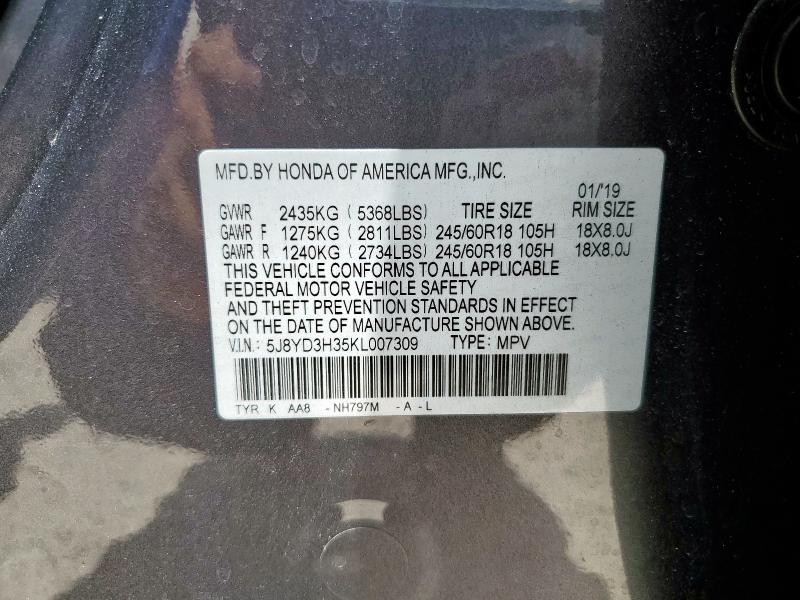 MFD.BY HONDA OF AMERICA MFG.,INC.
01/'19
GVWR 2435KG ( 5368LBS) TIRE SIZE RIM SIZE
GAWR F 1275KG ( 2811LBS) 245/60R18 105H 18X8.0J
GAWR R 1240KG ( 2734LBS) 245/60R18 105H 18X8.0J
THIS VEHICLE CONFORMS TO ALL APPLICABLE
FEDERAL MOTOR VEHICLE SAFETY
AND THEFT PREVENTION STANDARDS IN EFFECT
ON THE DATE OF MANUFACTURE SHOWN ABOVE.
V.I.N.: 5J8YD3H35KL007309 TYPE: MPV
TYR K AA8 -NH797M -A-L